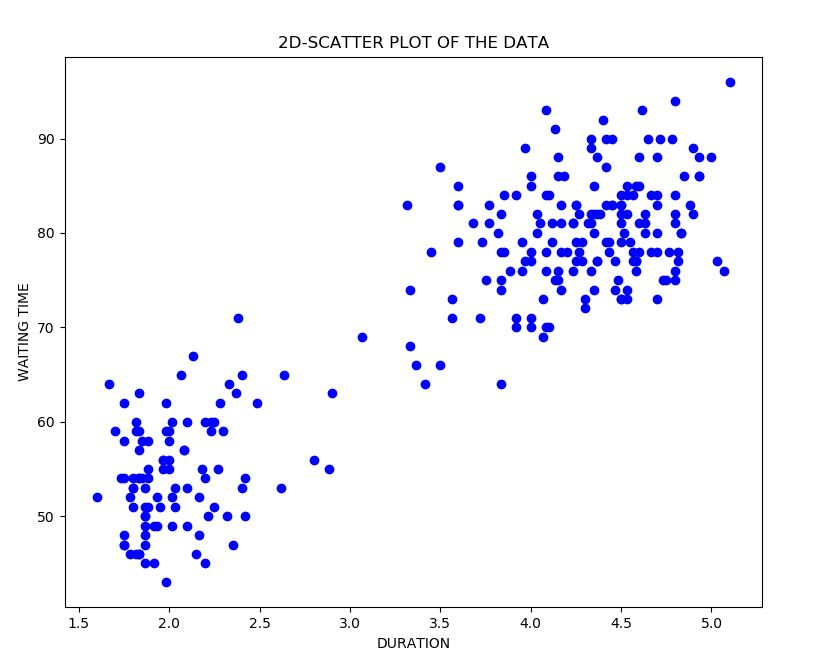 2D-SCATTER PLOT OF THE DATA
90
80
70
60
50
WAITING TIME
1.5 2.0 2.5 3.0 3.5 4.0 4.5 5.0
DURATION